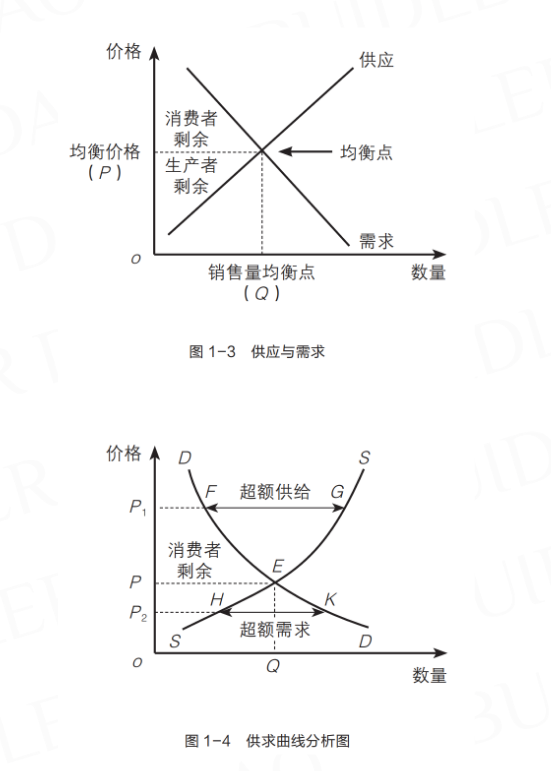 价格
供应
消费者
剩余
均衡价格
（P）
均衡点
生产者
剩余
需求
O
销售量均衡点
（Q）
数量
图 1-3 供应与需求
价格
D
S
P₁
F
超额供给
G
消费者
剩余
E
P
P₂
H
K
超额需求
S
D
O
Q
数量
图 1-4 供求曲线分析图